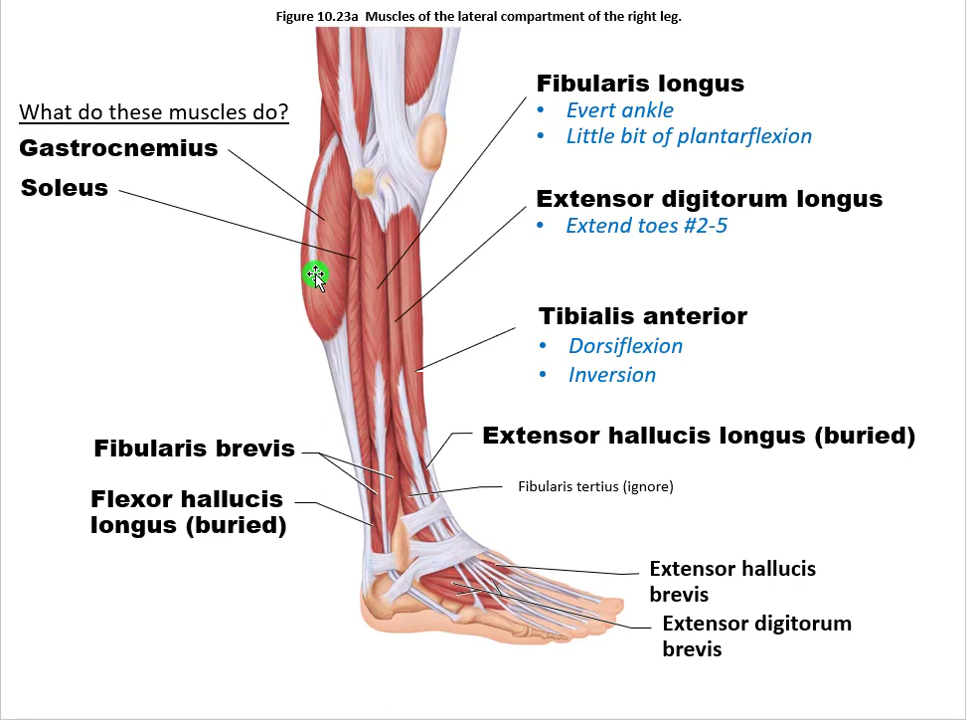 Figure 10.23a  Muscles of the lateral compartment of the right leg.
What do these muscles do?
Gastrocnemius
Soleus
Fibularis longus
• Evert ankle
• Little bit of plantarflexion
Extensor digitorum longus
• Extend toes #2-5
Tibialis anterior
• Dorsiflexion
• Inversion
Extensor hallucis longus (buried)
Fibularis brevis
Fibularis tertius (ignore)
Flexor hallucis
longus (buried)
Extensor hallucis
brevis
Extensor digitorum
brevis